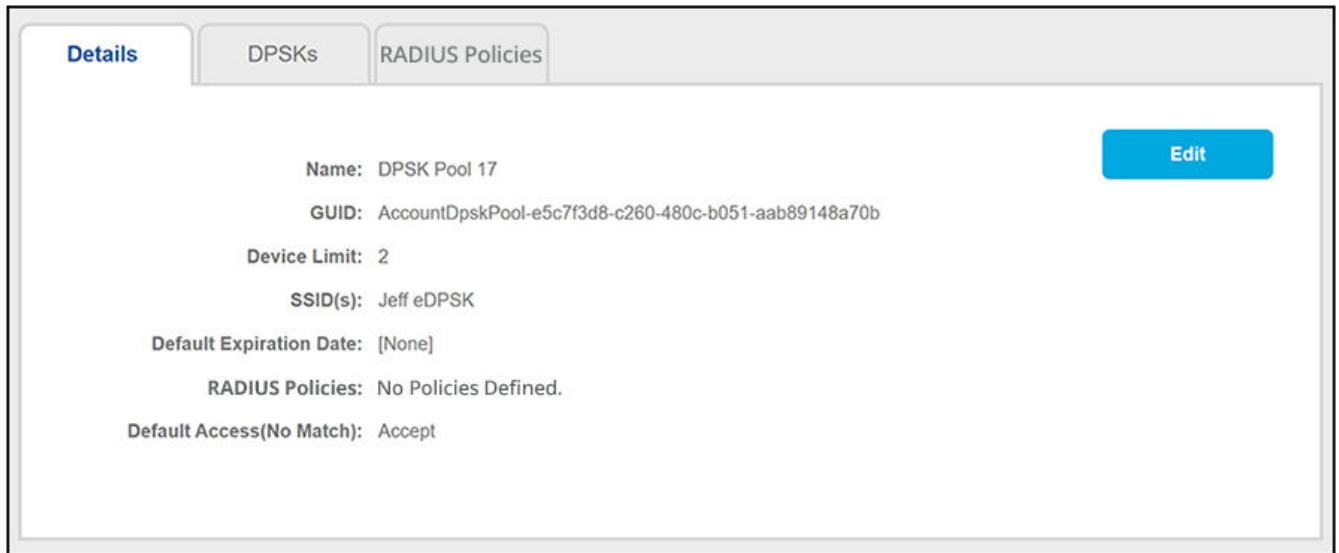 Details DPSKs RADIUS Policies
Edit
Name: DPSK Pool 17
GUID: AccountDpskPool-e5c7f3d8-c260-480c-b051-aab89148a70b
Device Limit: 2
SSID(s): Jeff eDPSK
Default Expiration Date: [None]
RADIUS Policies: No Policies Defined.
Default Access(No Match): Accept